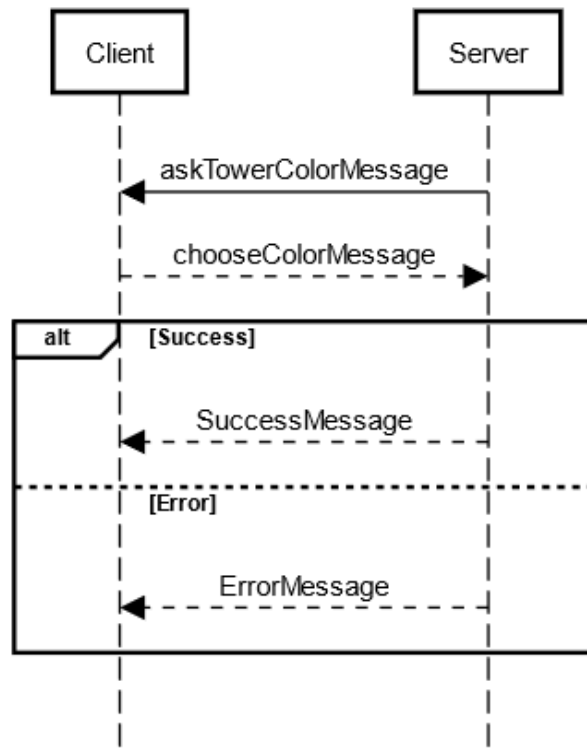 Client
Server
askTowerColorMessage
chooseColorMessage
alt
[Success]
SuccessMessage
[Error]
ErrorMessage